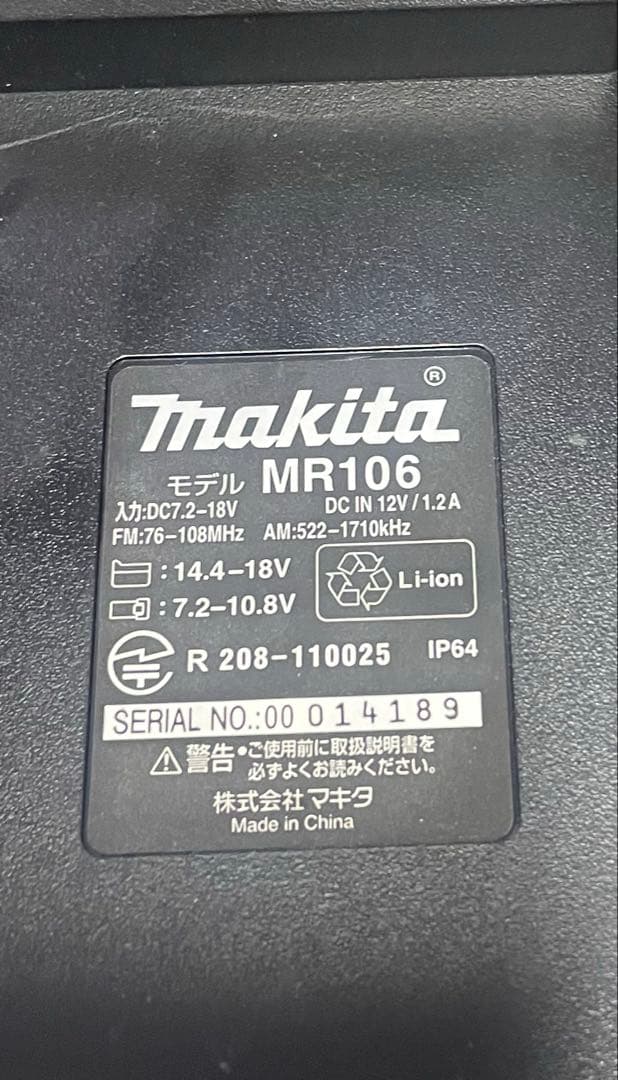 makita®
モデル MR106
入力:DC7.2-18V DC IN 12V/1.2A
FM:76-108MHz AM:522-1710kHz
:14.4-18V
Li-ion
:7.2-10.8V
R 208-110025 IP64
SERIAL NO.:00 014189
警告●ご使用前に取扱説明書を
必ずよくお読みください。
株式会社マキタ
Made in China